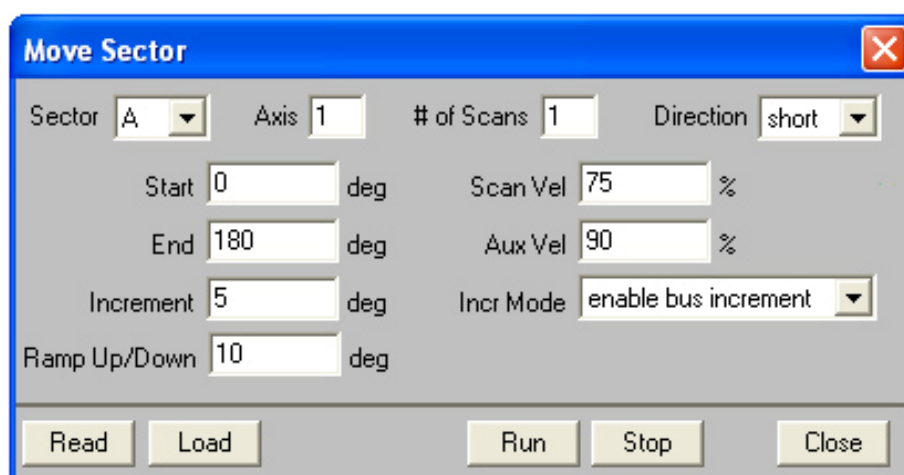 Move Sector
Sector A Axis 1 # of Scans 1 Direction short
Start 0 deg Scan Vel 75 %
End 180 deg Aux Vel 90 %
Increment 5 deg Incr Mode enable bus increment
Ramp Up/Down 10 deg
Read Load Run Stop Close